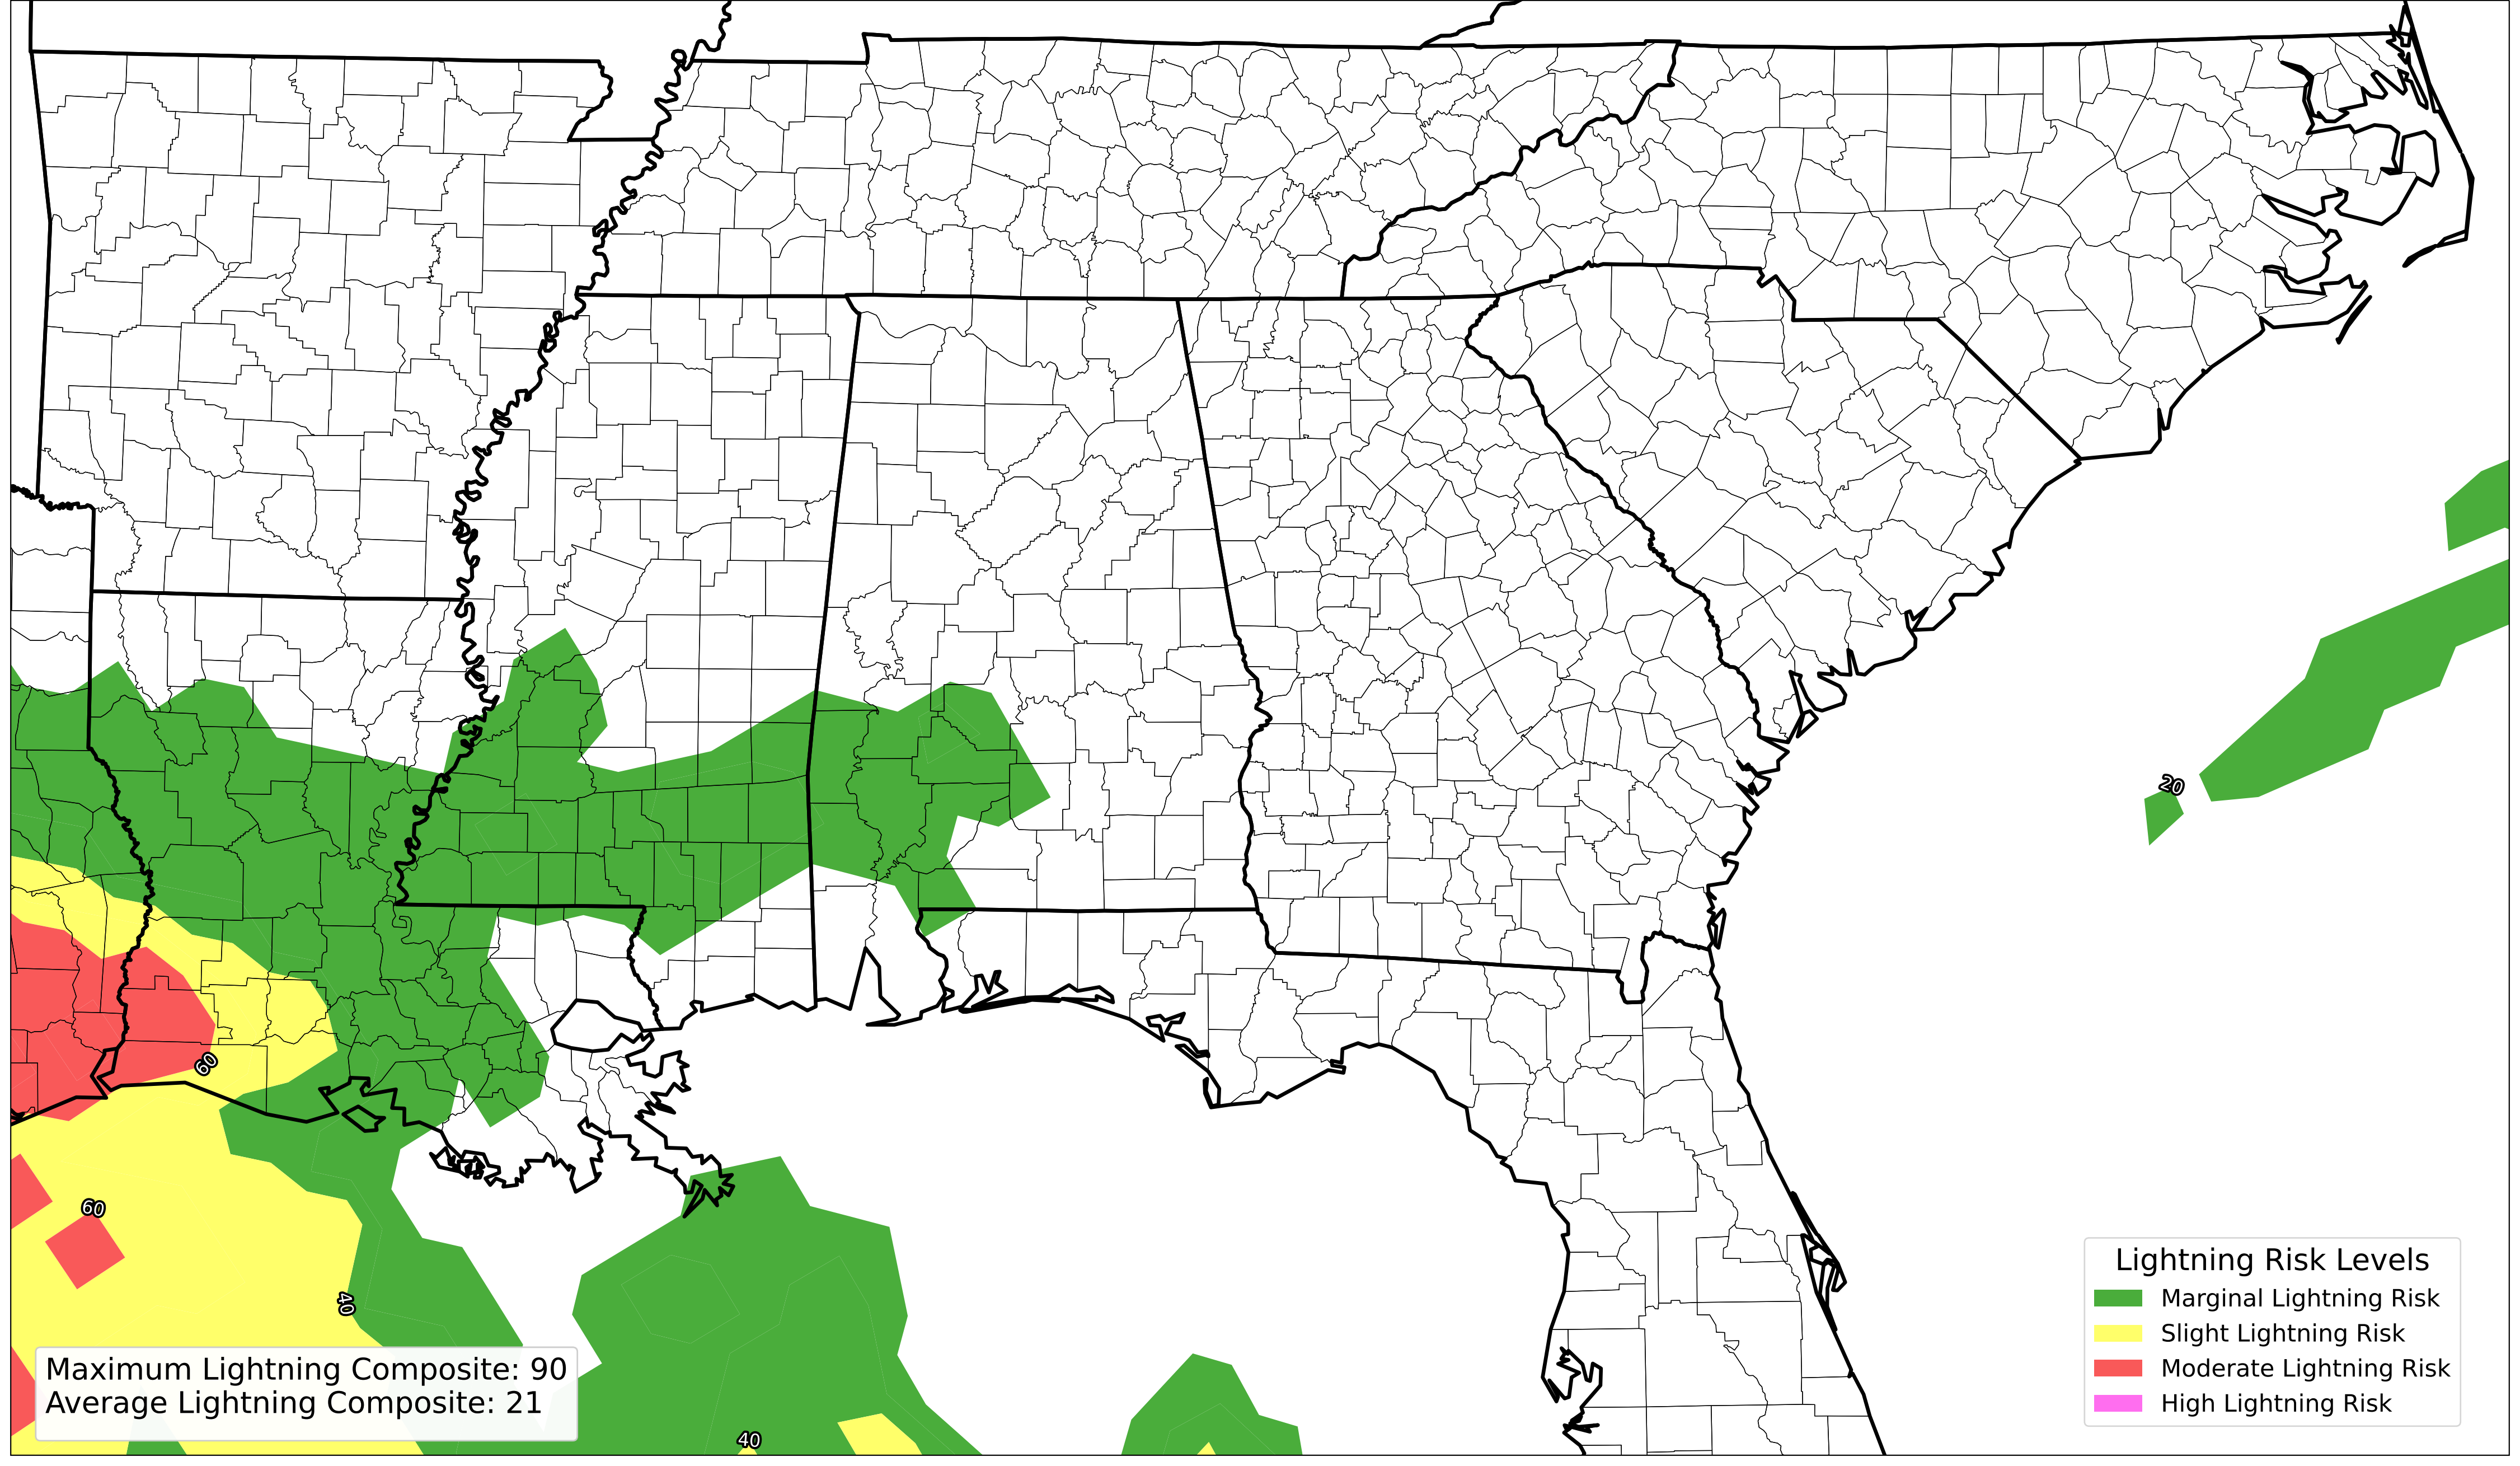 20
60
60
40
40
Maximum Lightning Composite: 90
Average Lightning Composite: 21
Lightning Risk Levels
Marginal Lightning Risk
Slight Lightning Risk
Moderate Lightning Risk
High Lightning Risk